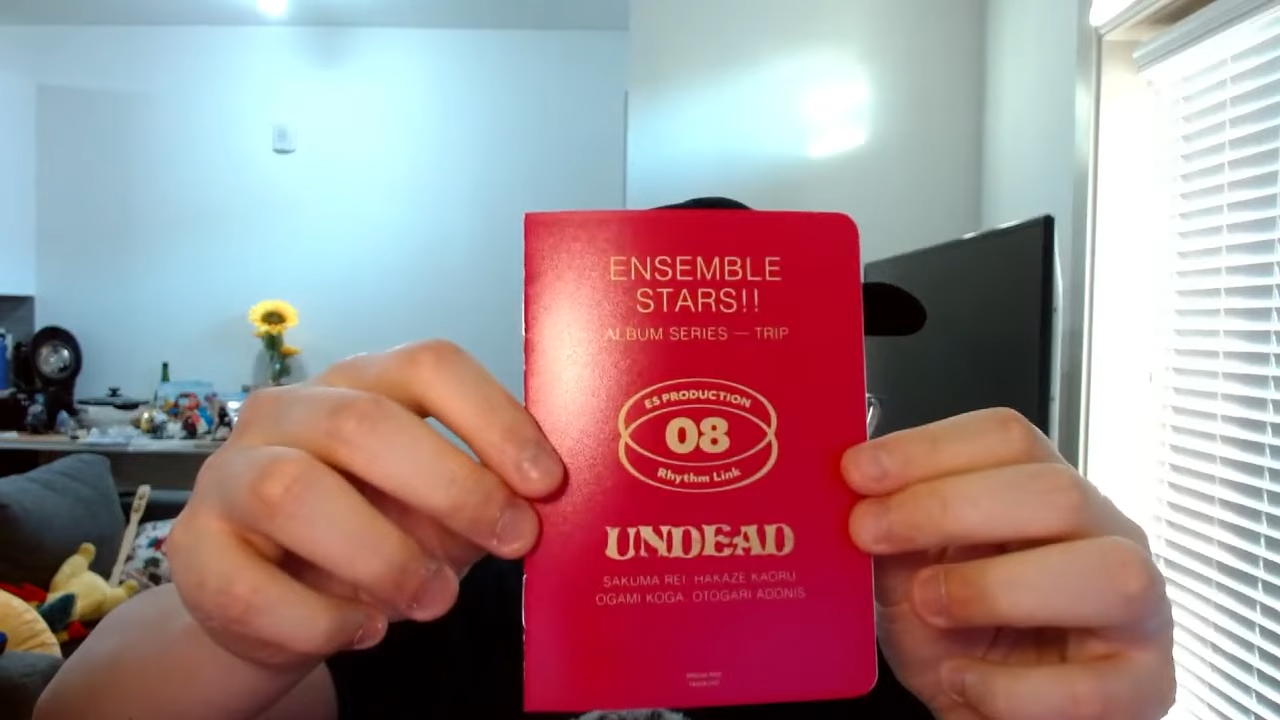 ENSEMBLE
STARS!!
ALBUM SERIES — TRIP
ES PRODUCTION
08
Rhythm Link
UNDEAD
SAKUMA REI, HAKAZE KAORU
OGAMI KOGA, OTOGARI ADONIS